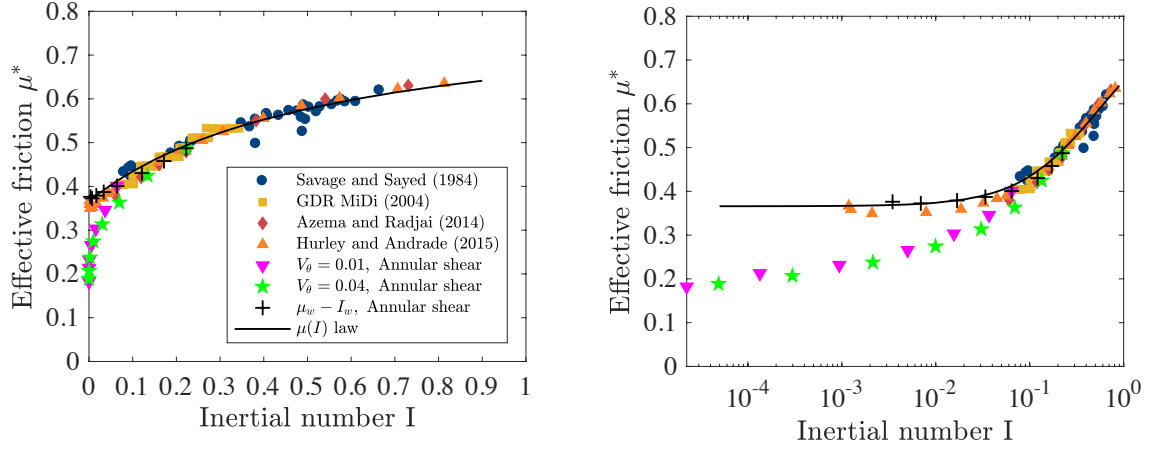 0.8
0.7
0.6
0.5
0.4
0.3
0.2
0.1
0
Effective friction μ*
Savage and Sayed (1984)
GDR MiDi (2004)
Azema and Radjai (2014)
Hurley and Andrade (2015)
V_θ = 0.01, Annular shear
V_θ = 0.04, Annular shear
μ_w − I_w, Annular shear
μ(I) law
0 0.1 0.2 0.3 0.4 0.5 0.6 0.7 0.8 0.9 1
Inertial number I
0.8
0.7
0.6
0.5
0.4
0.3
0.2
0.1
0
Effective friction μ*
10^-4 10^-3 10^-2 10^-1 10^0
Inertial number I